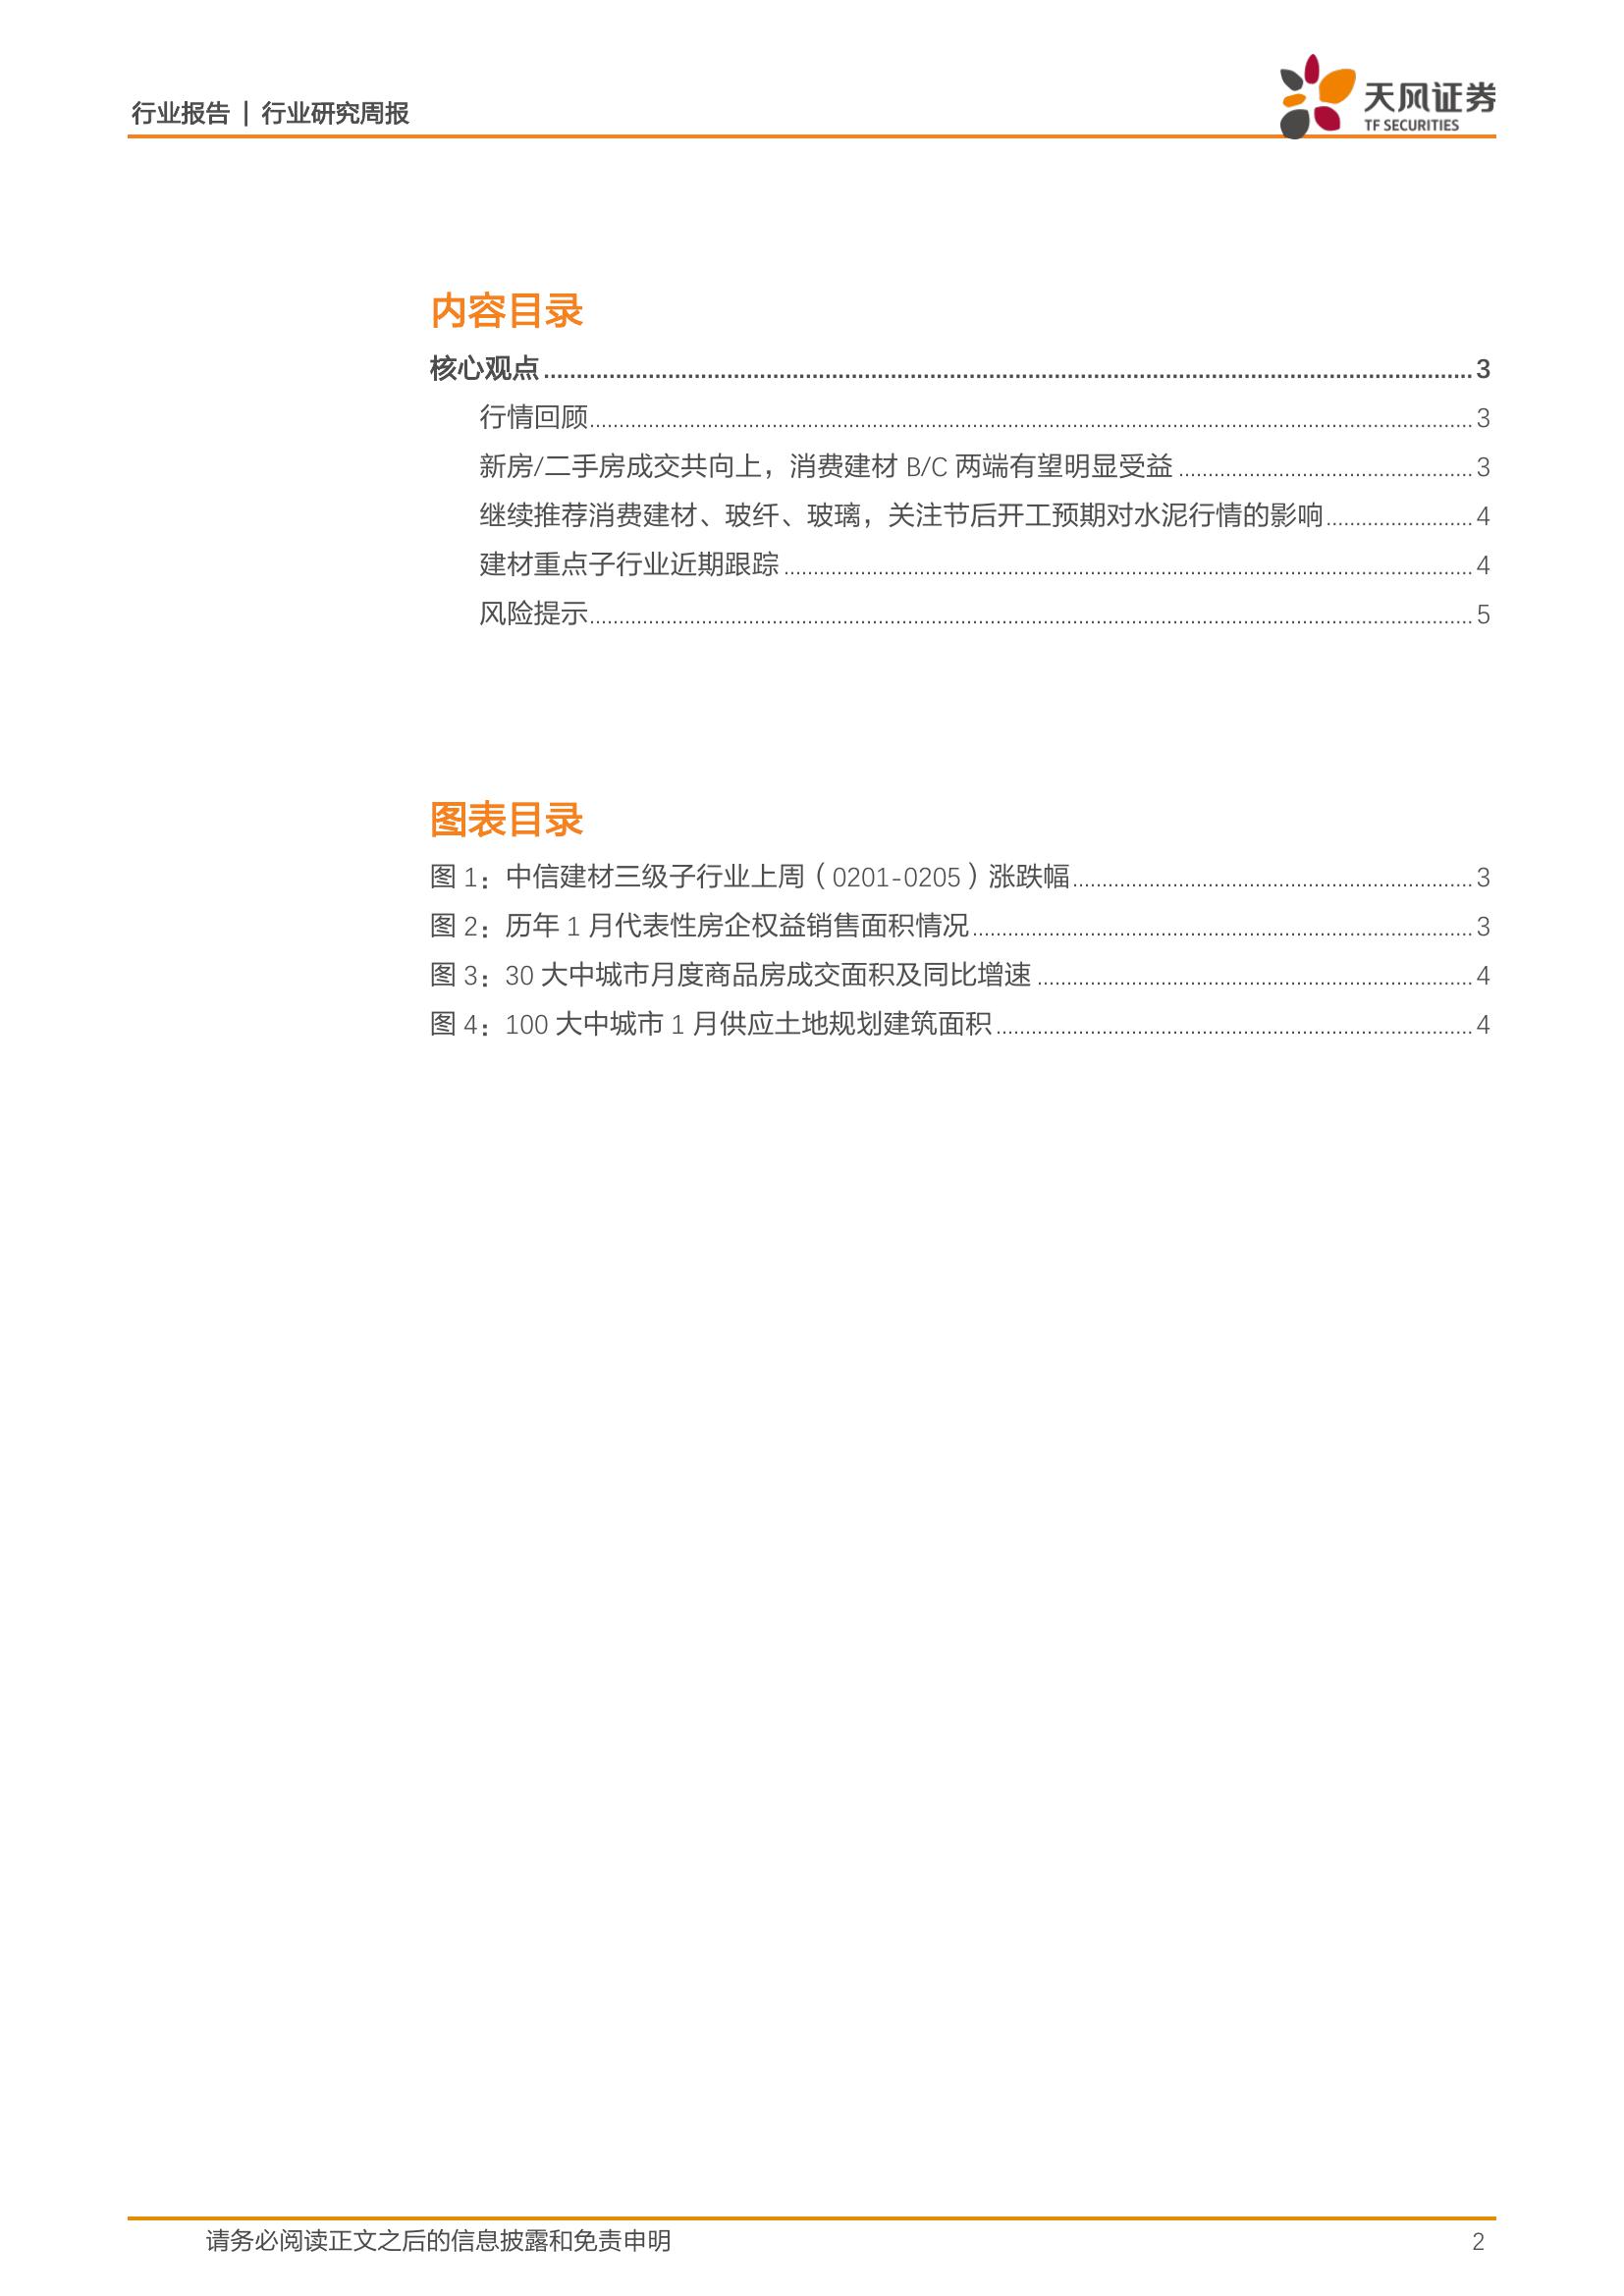 行业报告 | 行业研究周报
天风证券
TF SECURITIES
内容目录
核心观点 3
行情回顾 3
新房/二手房成交共向上，消费建材 B/C 两端有望明显受益 3
继续推荐消费建材、玻纤、玻璃，关注节后开工预期对水泥行情的影响 4
建材重点子行业近期跟踪 4
风险提示 5
图表目录
图 1：中信建材三级子行业上周（0201-0205）涨跌幅 3
图 2：历年 1 月代表性房企权益销售面积情况 3
图 3：30 大中城市月度商品房成交面积及同比增速 4
图 4：100 大中城市 1 月供应土地规划建筑面积 4
请务必阅读正文之后的信息披露和免责申明 2